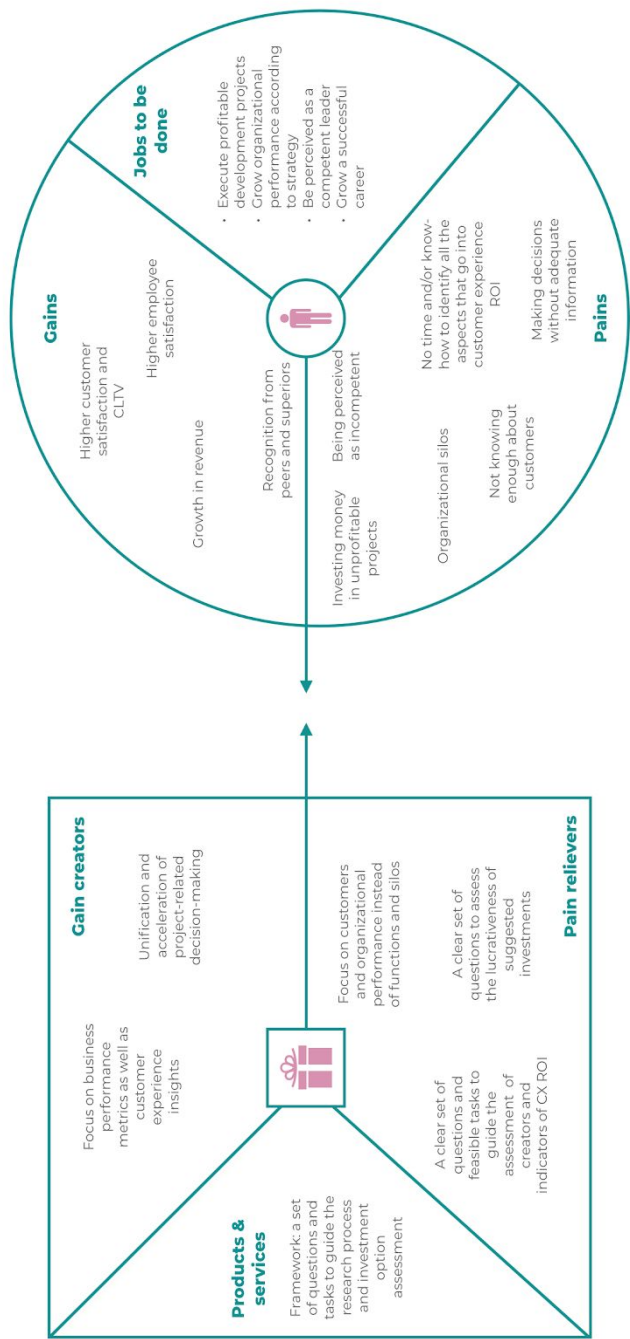 Gain creators
Focus on business
performance
metrics as well as
customer
experience
insights
Unification and
acceleration of
project-related
decision-making
Products &
services
Framework: a set
of questions and
tasks to guide the
research process
and investment
option
assessment
Focus on customers
and organizational
performance instead
of functions and silos
A clear set of
questions and
feasible tasks to
guide the
assessment of
creators and
indicators of CX ROI
A clear set of
questions to assess
the lucrativeness of
suggested
investments
Pain relievers
Gains
Higher customer
satisfaction and
CLTV
Higher employee
satisfaction
Growth in revenue
Recognition from
peers and superiors
Jobs to be
done
• Execute profitable
development projects
• Grow organizational
performance according
to strategy
• Be perceived as a
competent leader
• Grow a successful
career
Investing money
in unprofitable
projects
Being perceived
as incompetent
Organizational silos
No time and/or know-
how to identify all the
aspects that go into
customer experience
ROI
Not knowing
enough about
customers
Making decisions
without adequate
information
Pains